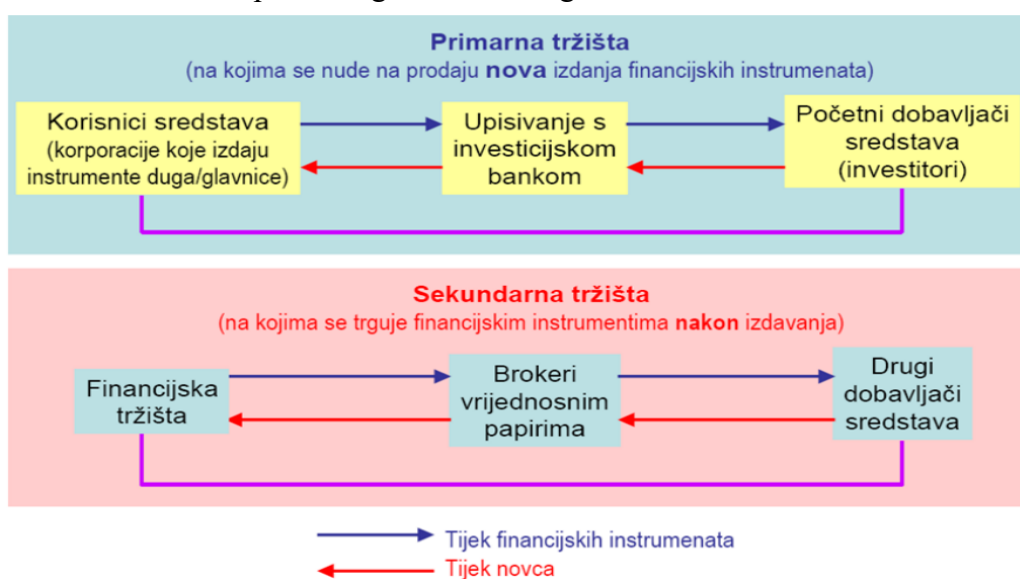 Primarna tržišta
(na kojima se nude na prodaju nova izdanja financijskih instrumenata)
Korisnici sredstava
(korporacije koje izdaju
instrumente duga/glavnice)
Upisivanje s
investicijskom
bankom
Početni dobavljači
sredstava
(investitori)
Sekundarna tržišta
(na kojima se trguje financijskim instrumentima nakon izdavanja)
Financijska
tržišta
Brokeri
vrijednosnim
papirima
Drugi
dobavljači
sredstava
Tijek financijskih instrumenata
Tijek novca